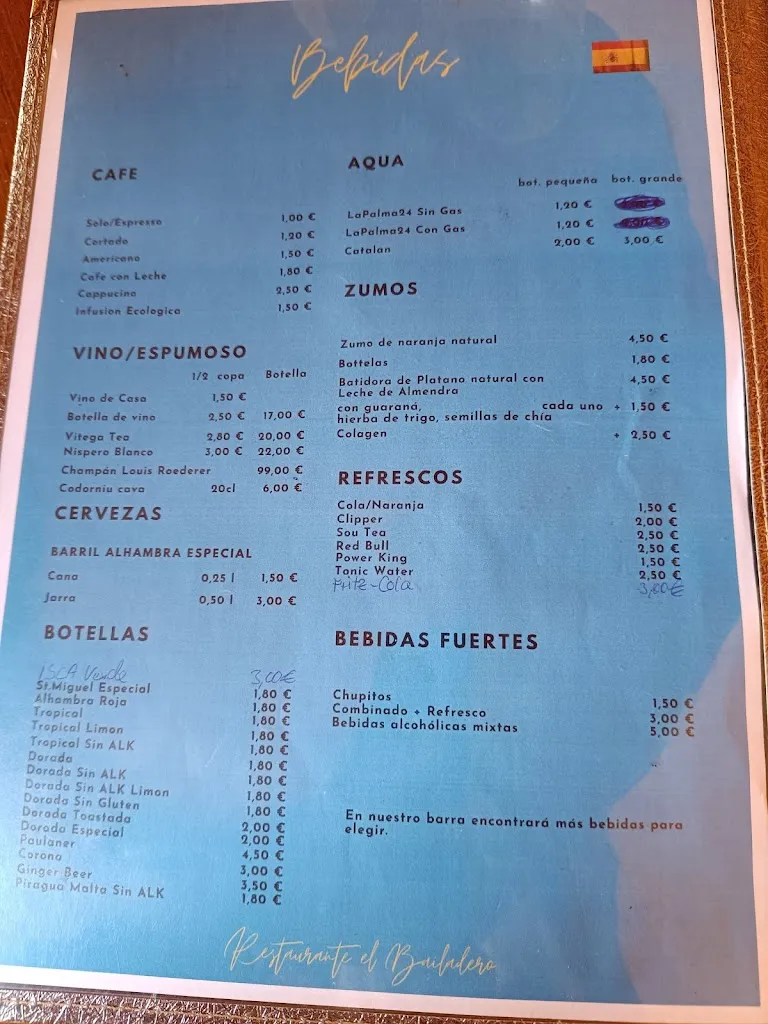 Bebidas
CAFE
Solo/Espresso 1,00 €
Cortado 1,20 €
Americano 1,50 €
Cafe con Leche 1,80 €
Cappucino 2,50 €
Infusion Ecologica 1,50 €
VINO/ESPUMOSO
1/2 copa Botella
Vino de Casa 1,50 €
Botella de vino 2,50 € 17,00 €
Vitega Tea 2,80 € 20,00 €
Nispero Blanco 3,00 € 22,00 €
Champán Louis Roederer 99,00 €
Codorniu cava 20cl 6,00 €
CERVEZAS
BARRIL ALHAMBRA ESPECIAL
Cana 0,25 l 1,50 €
Jarra 0,50 l 3,00 €
BOTELLAS
ISLA Verde 3,00€
St.Miguel Especial 1,80 €
Alhambra Roja 1,80 €
Tropical 1,80 €
Tropical Limon 1,80 €
Tropical Sin ALK 1,80 €
Dorada 1,80 €
Dorada Sin ALK 1,80 €
Dorada Sin ALK Limon 1,80 €
Dorada Sin Gluten 1,80 €
Dorada Toastada 2,00 €
Dorada Especial 2,00 €
Paulaner 4,50 €
Corona 3,00 €
Ginger Beer 3,50 €
Piragua Malta Sin ALK 1,80 €
AQUA
bot. pequeña bot. grande
LaPalma24 Sin Gas 1,20 €
LaPalma24 Con Gas 1,20 €
Catalan 2,00 € 3,00 €
ZUMOS
Zumo de naranja natural 4,50 €
Bottelas 1,80 €
Batidora de Platano natural con 4,50 €
Leche de Almendra
con guaraná, cada uno + 1,50 €
hierba de trigo, semillas de chía
Colagen + 2,50 €
REFRESCOS
Cola/Naranja 1,50 €
Clipper 2,00 €
Sou Tea 2,50 €
Red Bull 2,50 €
Power King 1,50 €
Tonic Water 2,50 €
Fritz-Cola 3,00€
BEBIDAS FUERTES
Chupitos 1,50 €
Combinado + Refresco 3,00 €
Bebidas alcohólicas mixtas 5,00 €
En nuestro barra encontrará más bebidas para
elegir.
Restaurante el Bailadero